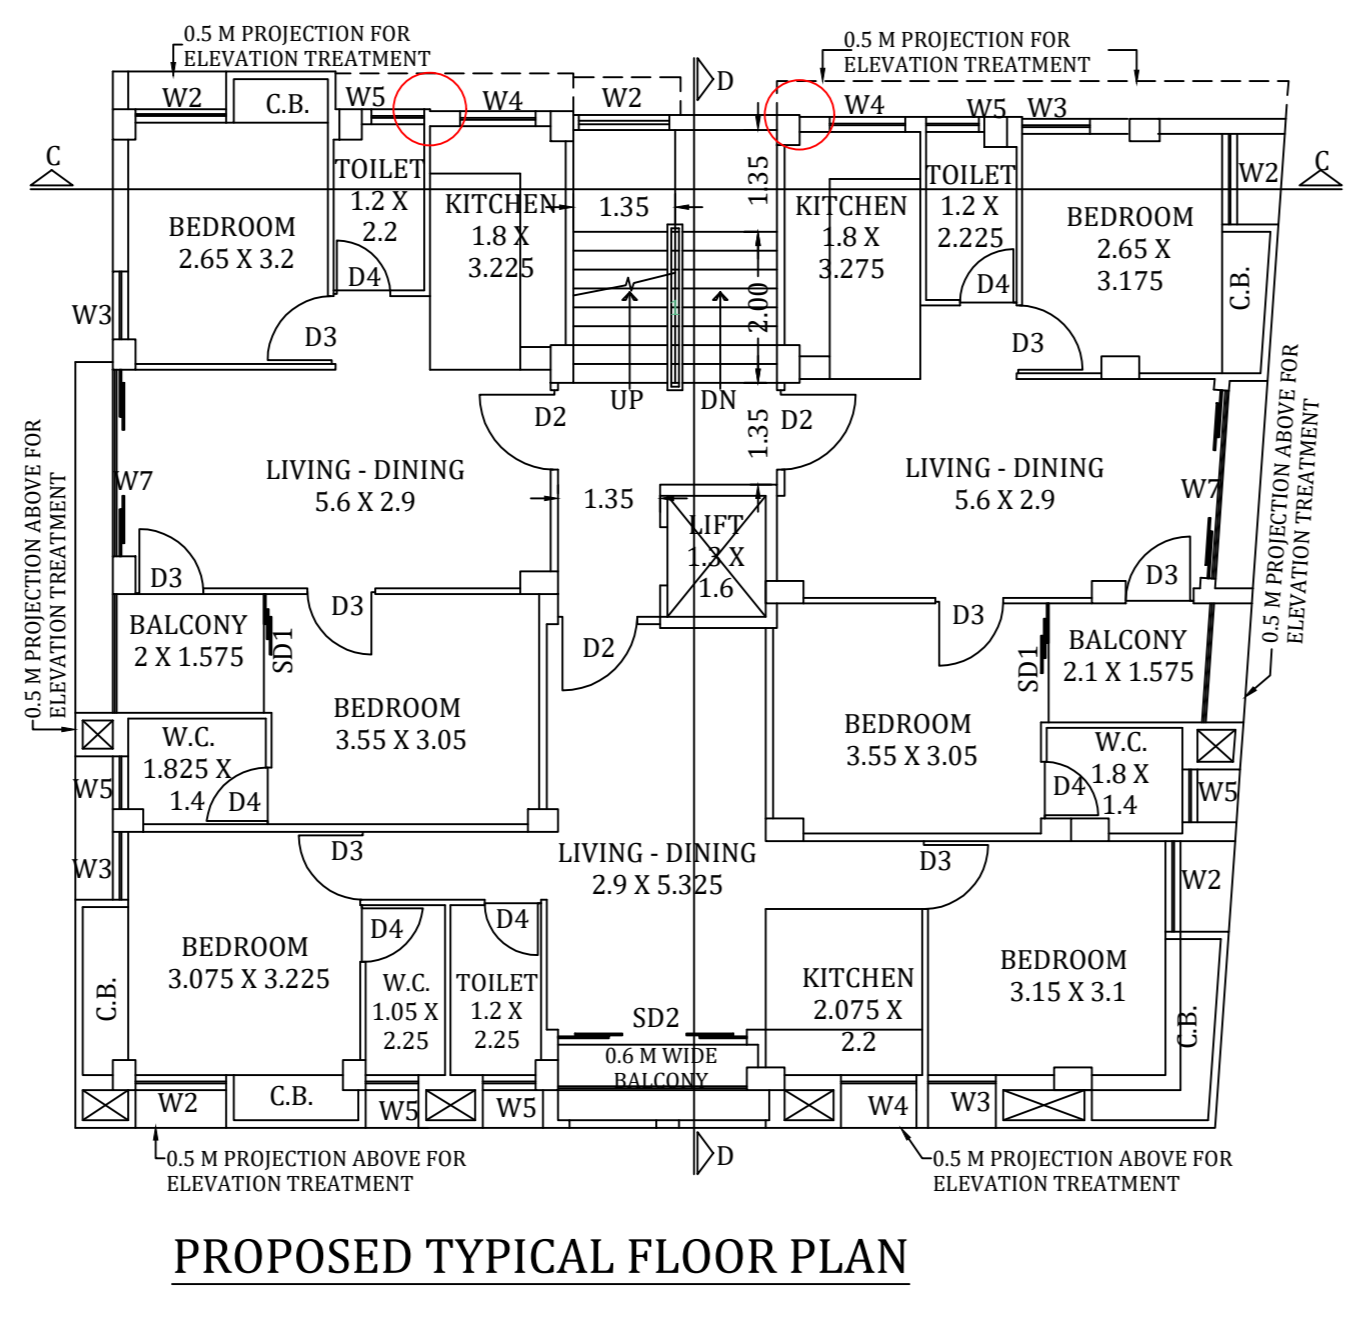 0.5 M PROJECTION FOR
ELEVATION TREATMENT
0.5 M PROJECTION FOR
ELEVATION TREATMENT
D
W2
C.B.
W5
W4
W2
W4
W5
W3
C
C
W2
TOILET
1.2 X
2.2
KITCHEN
1.8 X
3.225
1.35
1.35
KITCHEN
1.8 X
3.275
TOILET
1.2 X
2.225
BEDROOM
2.65 X 3.2
BEDROOM
2.65 X
3.175
C.B.
D4
D4
2.00
W3
D3
D3
UP
DN
D2
D2
1.35
0.5 M PROJECTION ABOVE FOR
ELEVATION TREATMENT
LIVING - DINING
5.6 X 2.9
W7
1.35
LIFT
1.3 X
1.6
LIVING - DINING
5.6 X 2.9
W7
0.5 M PROJECTION ABOVE FOR
ELEVATION TREATMENT
D3
D3
D3
D3
BALCONY
2 X 1.575
SD1
D2
SD1
BALCONY
2.1 X 1.575
BEDROOM
3.55 X 3.05
BEDROOM
3.55 X 3.05
W.C.
1.825 X
1.4
D4
W.C.
1.8 X
1.4
D4
W5
W5
W3
D3
LIVING - DINING
2.9 X 5.325
D3
W2
BEDROOM
3.075 X 3.225
D4
D4
C.B.
W.C.
1.05 X
2.25
TOILET
1.2 X
2.25
KITCHEN
2.075 X
2.2
BEDROOM
3.15 X 3.1
C.B.
SD2
0.6 M WIDE
BALCONY
W2
C.B.
W5
W5
W4
W3
D
0.5 M PROJECTION ABOVE FOR
ELEVATION TREATMENT
0.5 M PROJECTION ABOVE FOR
ELEVATION TREATMENT
PROPOSED TYPICAL FLOOR PLAN